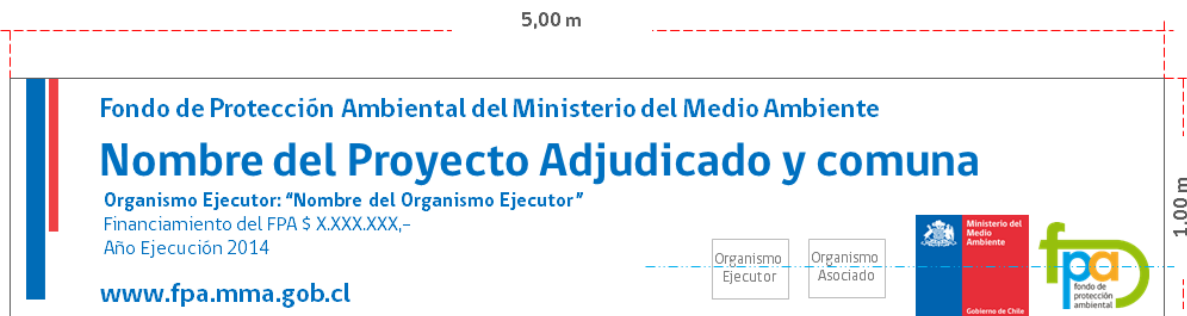 5,00 m
Fondo de Protección Ambiental del Ministerio del Medio Ambiente
Nombre del Proyecto Adjudicado y comuna
Organismo Ejecutor: “Nombre del Organismo Ejecutor”
Financiamiento del FPA $ X.XXX.XXX,-
Año Ejecución 2014
www.fpa.mma.gob.cl
Organismo
Ejecutor
Organismo
Asociado
Ministerio del
Medio
Ambiente
Gobierno de Chile
fpa
fondo de
protección
ambiental
1.00 m